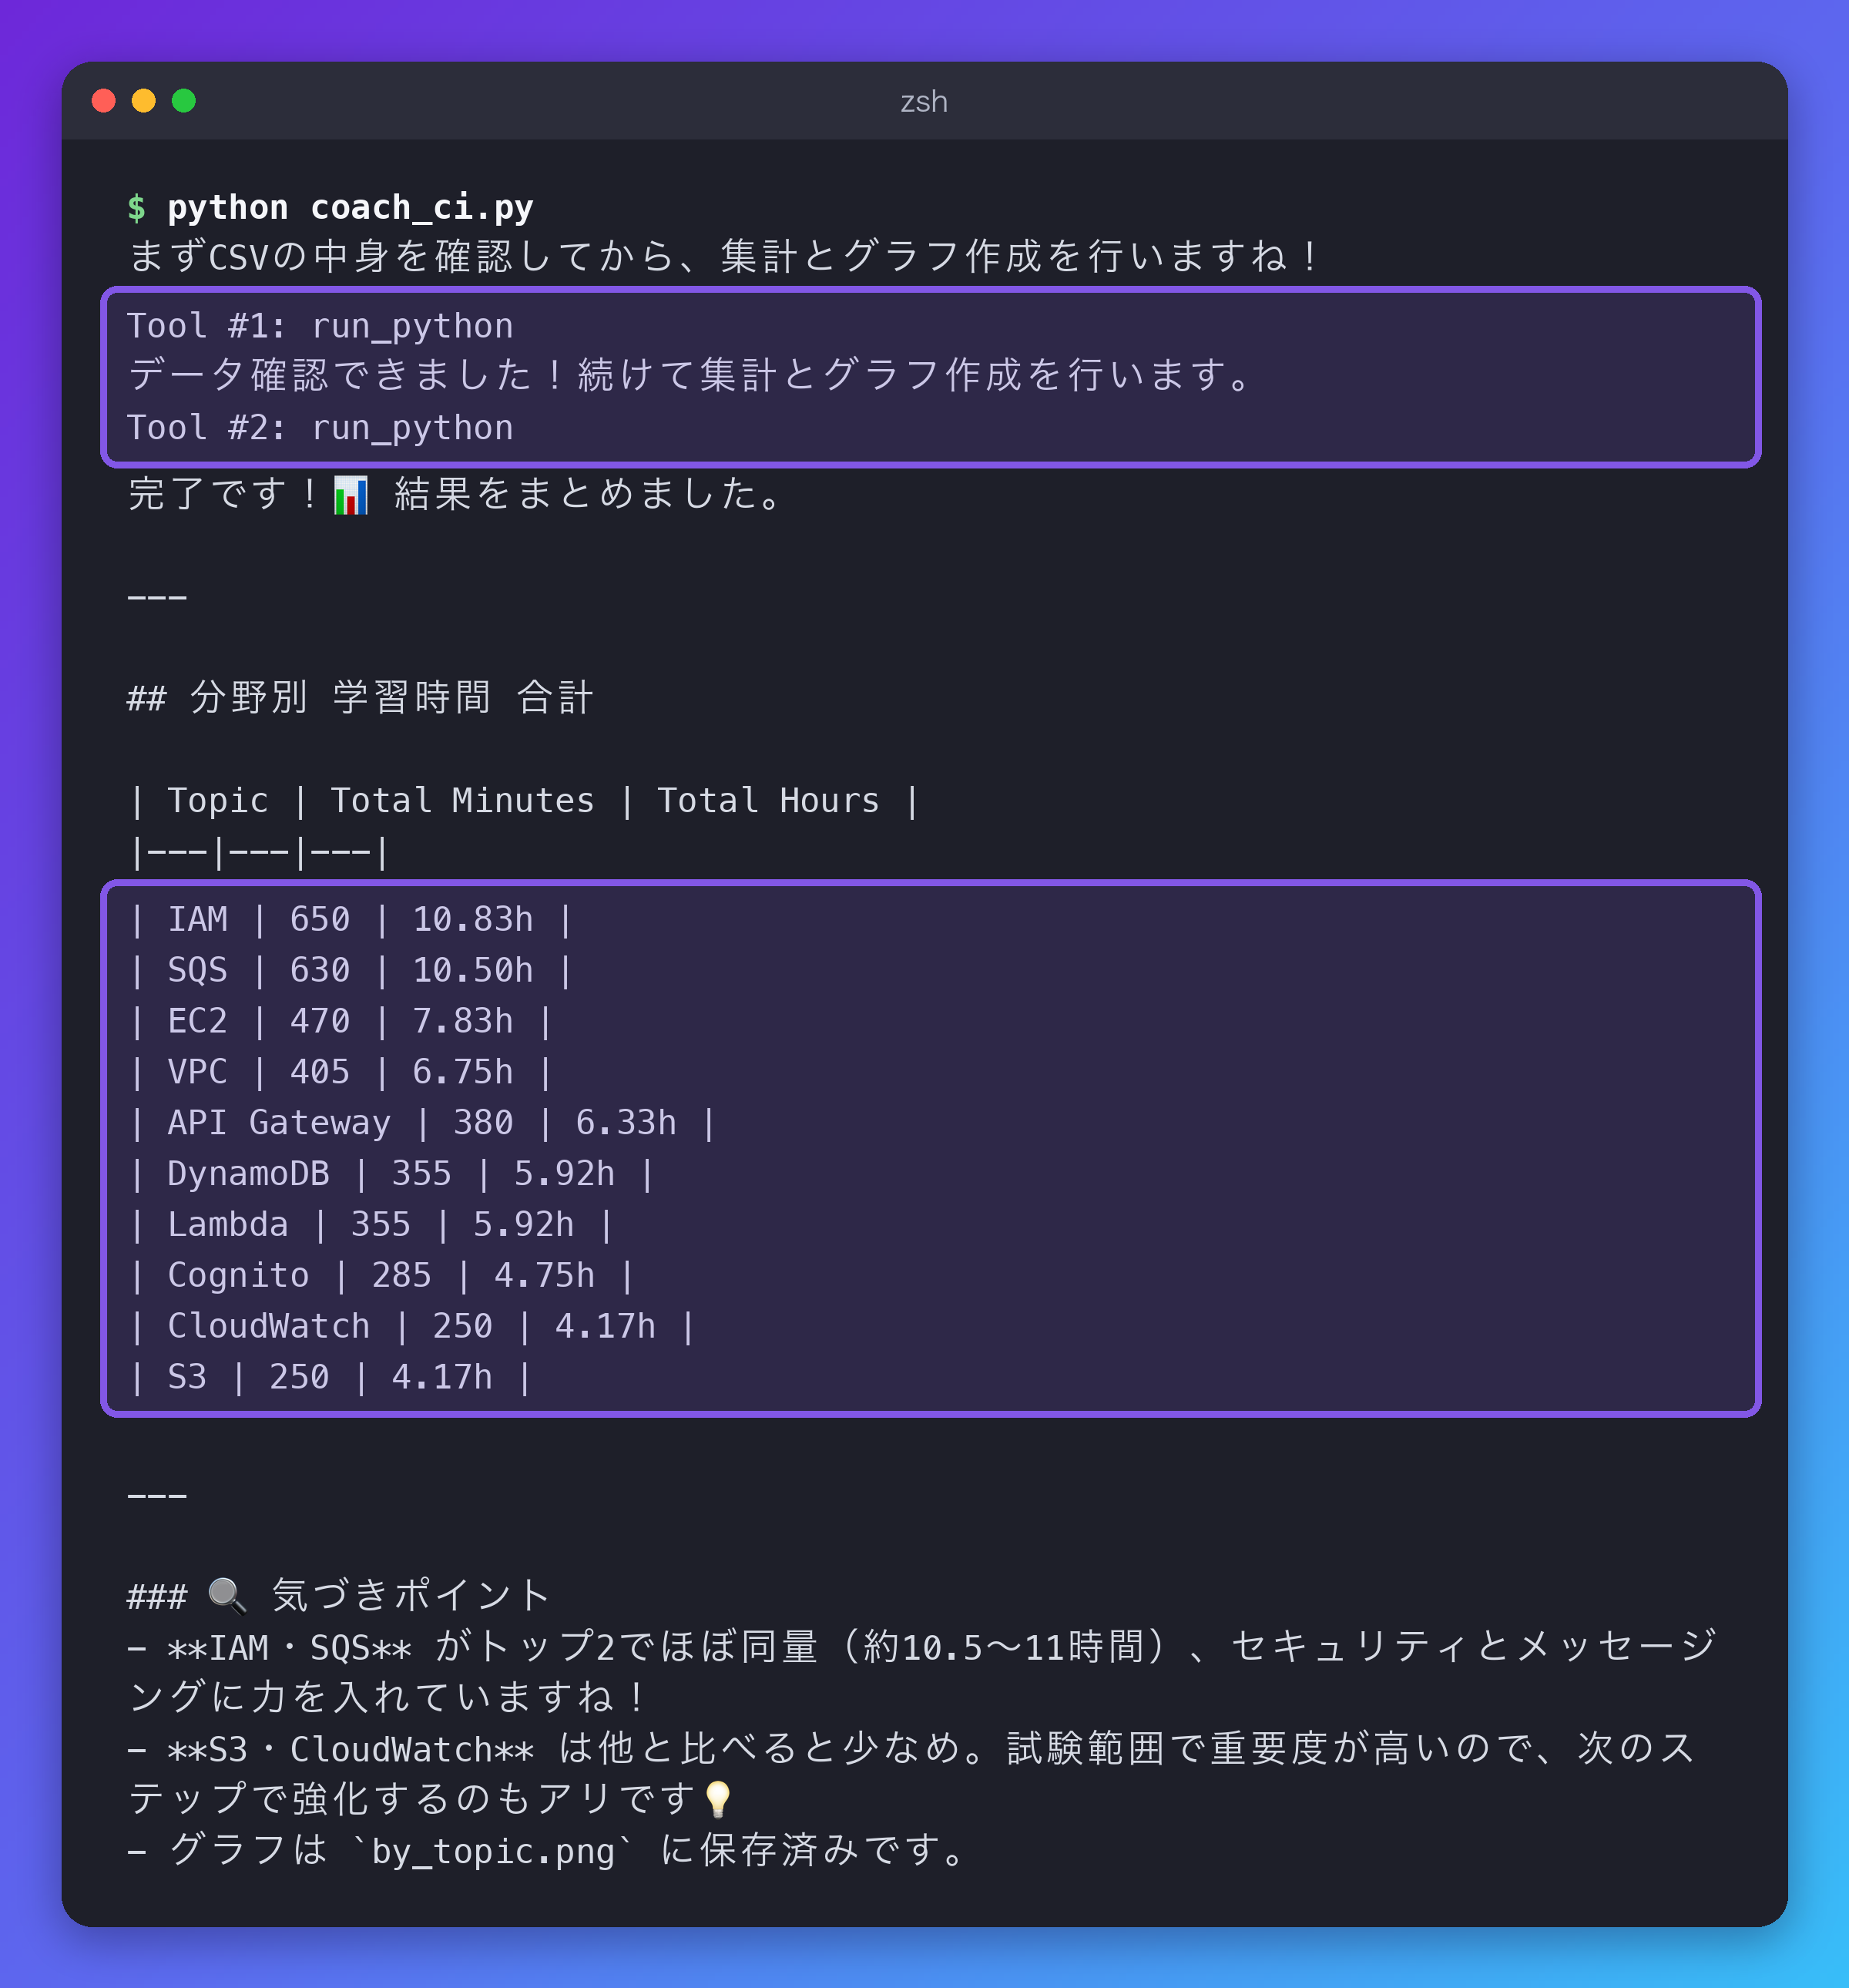 zsh
$ python coach_ci.py
まずCSVの中身を確認してから、集計とグラフ作成を行いますね！
Tool #1: run_python
データ確認できました！続けて集計とグラフ作成を行います。
Tool #2: run_python
完了です！📊 結果をまとめました。
---
## 分野別 学習時間 合計
| Topic | Total Minutes | Total Hours |
|---|---|---|
| IAM | 650 | 10.83h |
| SQS | 630 | 10.50h |
| EC2 | 470 | 7.83h |
| VPC | 405 | 6.75h |
| API Gateway | 380 | 6.33h |
| DynamoDB | 355 | 5.92h |
| Lambda | 355 | 5.92h |
| Cognito | 285 | 4.75h |
| CloudWatch | 250 | 4.17h |
| S3 | 250 | 4.17h |
---
### 🔍 気づきポイント
- **IAM・SQS** がトップ2でほぼ同量（約10.5〜11時間）、セキュリティとメッセージ
ングに力を入れていますね！
- **S3・CloudWatch** は他と比べると少なめ。試験範囲で重要度が高いので、次のス
テップで強化するのもアリです💡
- グラフは `by_topic.png` に保存済みです。